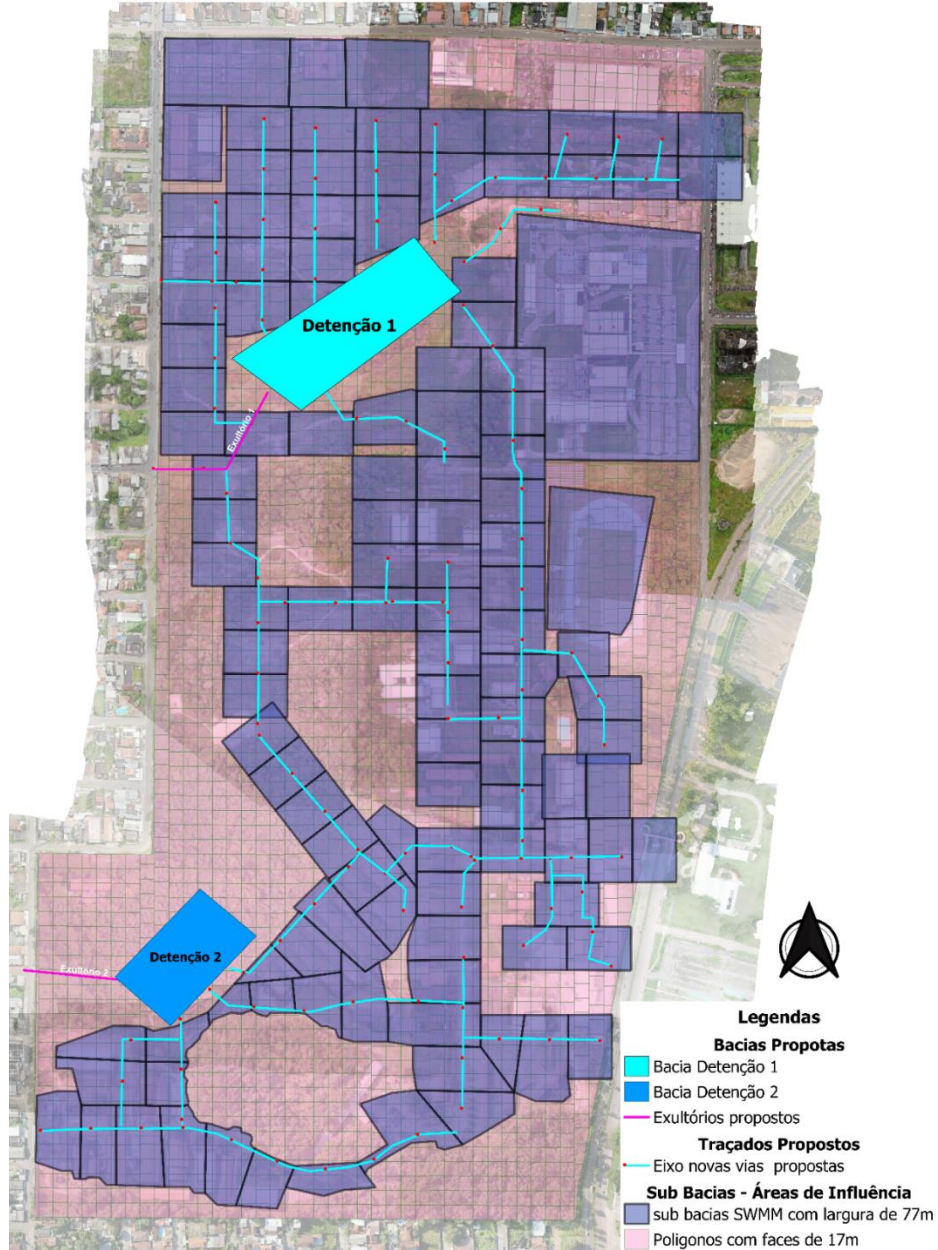 Detenção 1
Exultório 1
Detenção 2
Exultório 2
Legendas
Bacias Propotas
Bacia Detenção 1
Bacia Detenção 2
Exultórios propostos
Traçados Propostos
Eixo novas vias propostas
Sub Bacias - Áreas de Influência
sub bacias SWMM com largura de 77m
Poligonos com faces de 17m